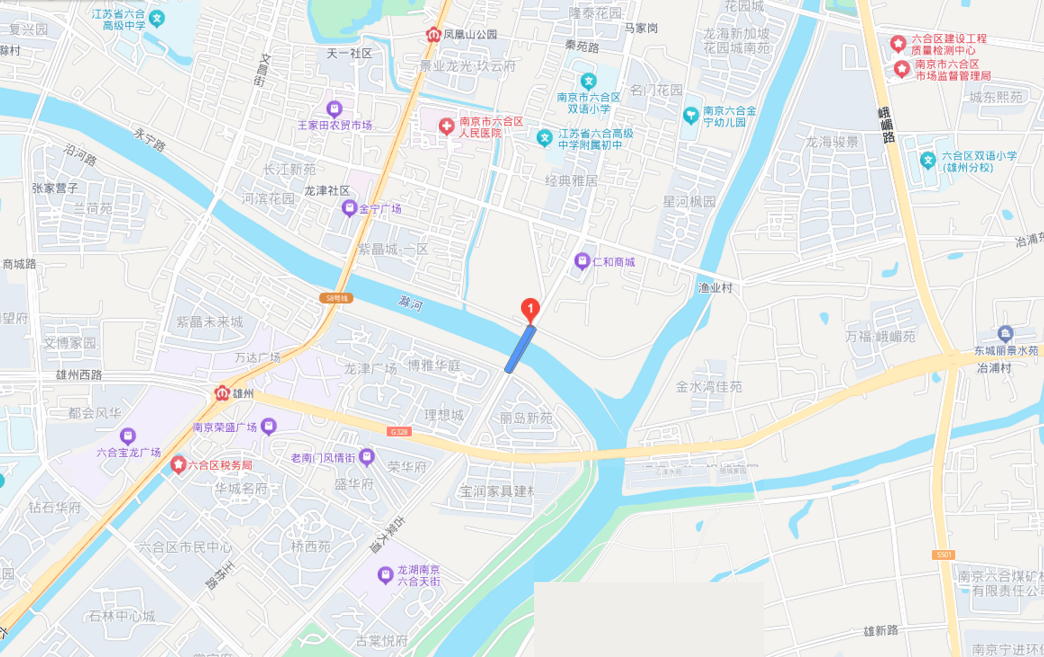 江苏省六合
高级中学
复兴园
滁村
文昌街
天一社区
凤凰山公园
景业龙光·玖云府
隆泰花园
秦苑路
马家岗
花园城
龙海新加坡
花园城南苑
名门花园
南京市六合区
双语小学
江苏省六合高级
中学附属初中
南京六合金
宁幼儿园
六合区建设工程
质量检测中心
南京市六合区
市场监督管理局
城东熙苑
峨嵋路
六合区双语小学
(雄州分校)
龙海骏景
王家田农贸市场
南京市六合区
人民医院
永宁路
沿河路
张家营子
兰荷苑
长江新苑
河滨花园
龙津社区
金宁广场
紫晶城·一区
经典雅居
星河枫园
仁和商城
渔业村
冶浦东
商城路
S8号线
滁河
1
紫晶未来城
望府
文博家园
万达广场
龙津广场
博雅华庭
万福·峨嵋苑
东城丽景水苑
冶浦村
雄州西路
雄州
金水湾佳苑
都会风华
南京荣盛广场
理想城
丽岛新苑
G328
六合宝龙广场
六合区税务局
老南门风情街
荣华府
盛华府
华城名府
宝润家具建材
钻石华府
六合区市民中心
桥西苑
古棠大道
王桥路
龙湖南京
六合天街
石林中心城
古棠悦府
S501
南京六合煤矿机
有限责任公司
雄新路
南京宁进环保